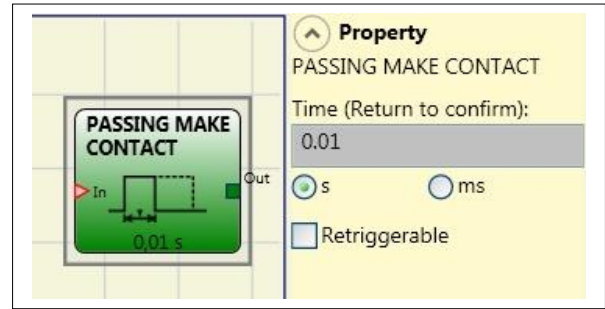 PASSING MAKE
CONTACT
In
Out
0,01 s
Property
PASSING MAKE CONTACT
Time (Return to confirm):
0.01
s
ms
Retriggerable